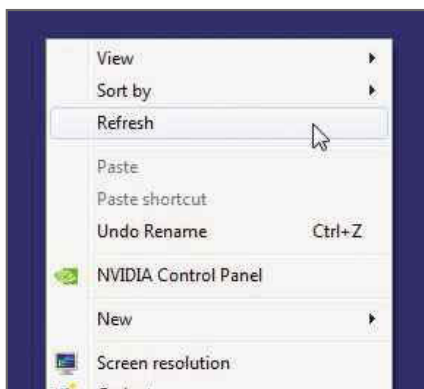 View
Sort by
Refresh
Paste
Paste shortcut
Undo Rename Ctrl+Z
NVIDIA Control Panel
New
Screen resolution